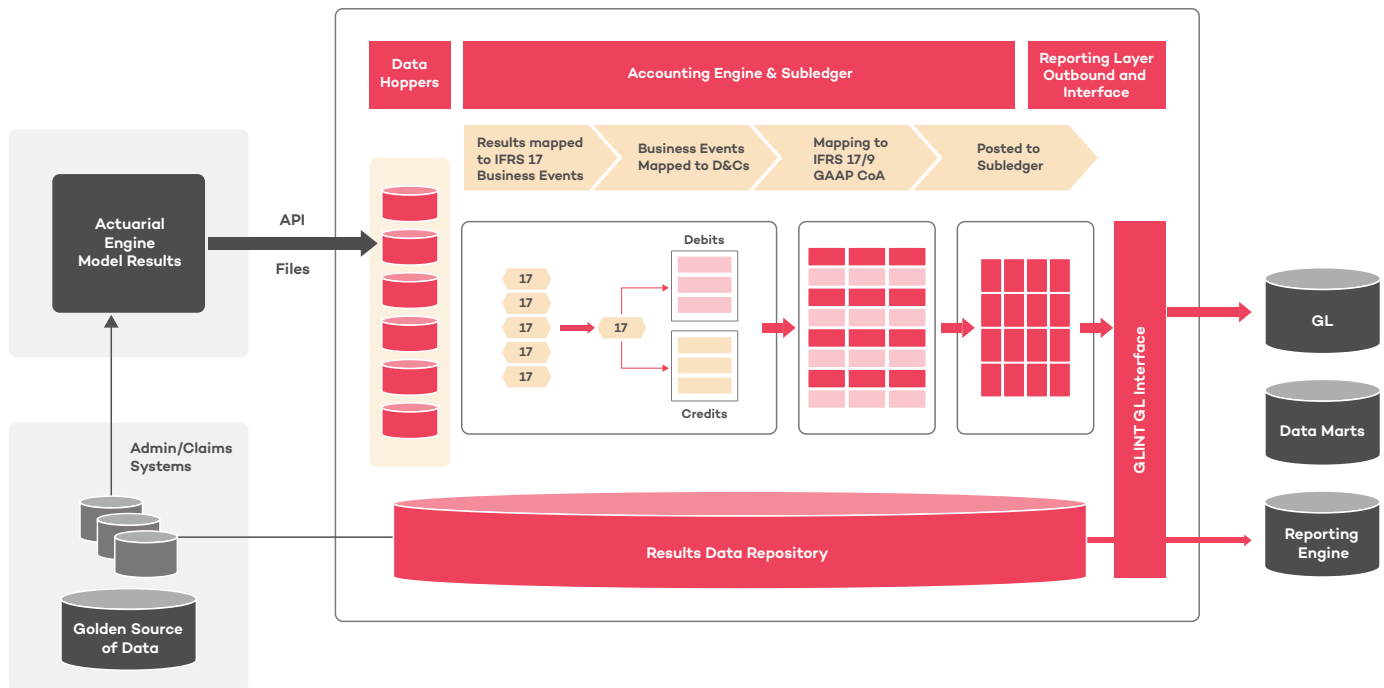 Data
Hoppers
Accounting Engine & Subledger
Reporting Layer
Outbound and
Interface
Results mapped
to IFRS 17
Business Events
Business Events
Mapped to D&Cs
Mapping to
IFRS 17/9
GAAP CoA
Posted to
Subledger
Actuarial
Engine
Model Results
API
Files
Debits
17
17
17
17
17
17
Credits
GLINT GL Interface
GL
Data Marts
Reporting
Engine
Admin/Claims
Systems
Results Data Repository
Golden Source
of Data